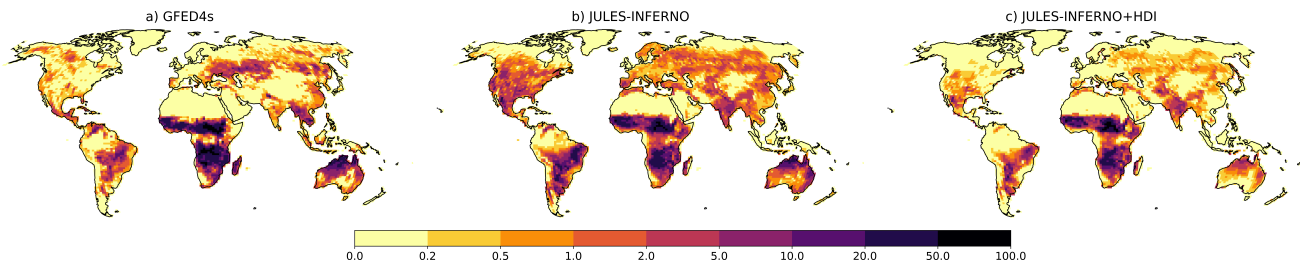 a) GFED4s
b) JULES-INFERNO
c) JULES-INFERNO+HDI
0.0 0.2 0.5 1.0 2.0 5.0 10.0 20.0 50.0 100.0